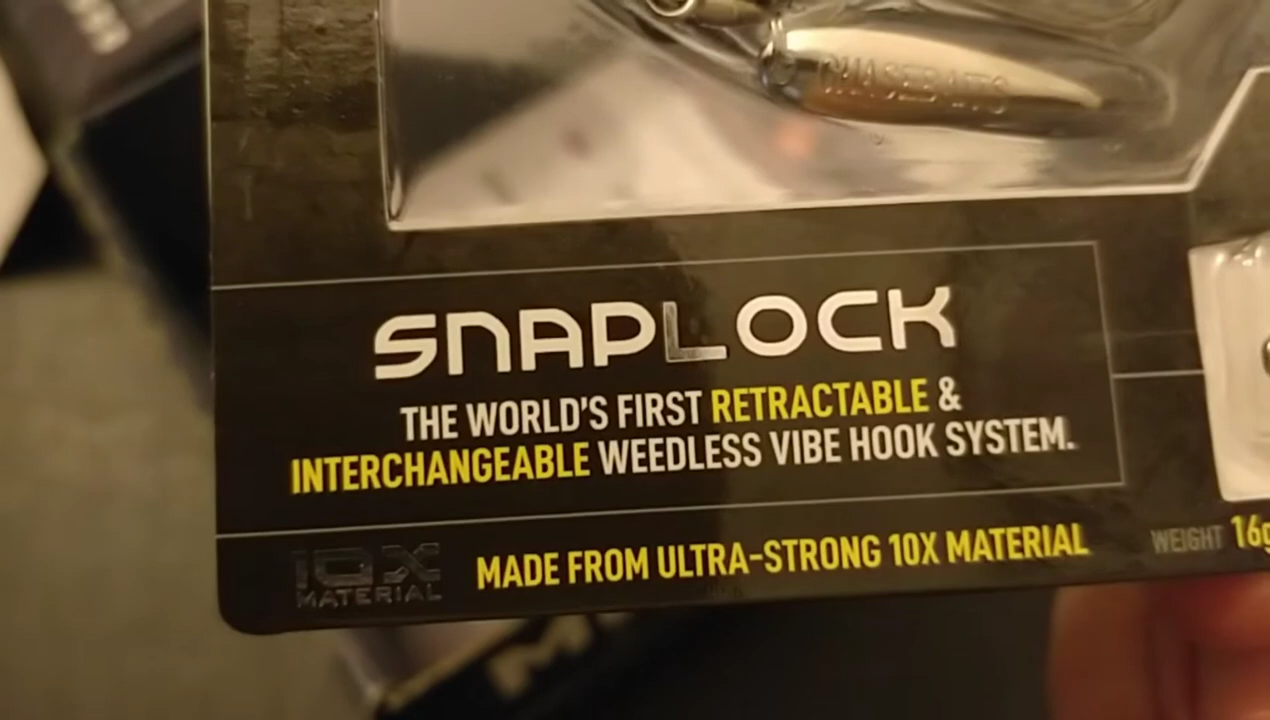 CHASEBAITS
SNAPLOCK
THE WORLD'S FIRST RETRACTABLE &
INTERCHANGEABLE WEEDLESS VIBE HOOK SYSTEM.
10X
MATERIAL
MADE FROM ULTRA-STRONG 10X MATERIAL
WEIGHT 16g